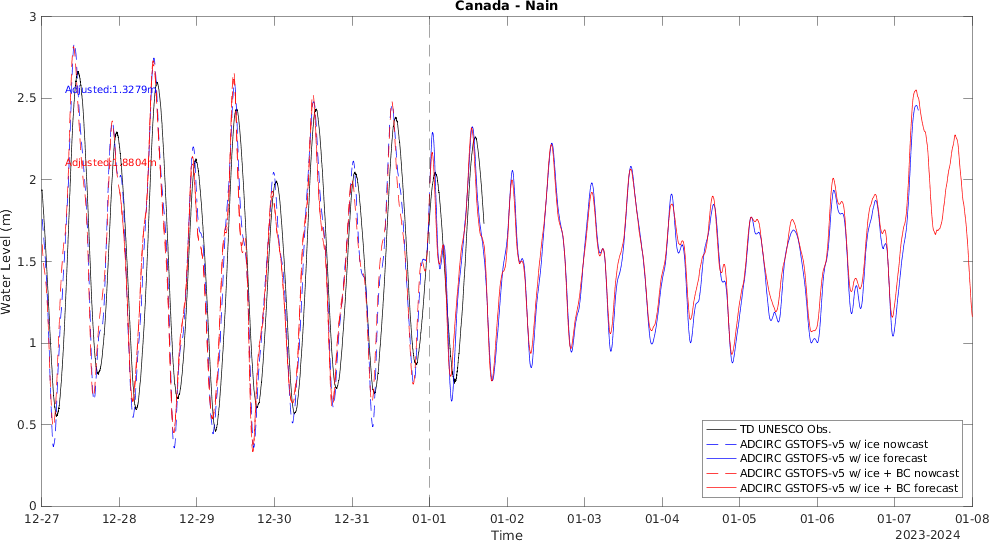 Canada - Nain
3
2.5
2
1.5
1
0.5
0
Water Level (m)
Adjusted:1.3279m
Adjusted:1.8804m
TD UNESCO Obs.
ADCIRC GSTOFS-v5 w/ ice nowcast
ADCIRC GSTOFS-v5 w/ ice forecast
ADCIRC GSTOFS-v5 w/ ice + BC nowcast
ADCIRC GSTOFS-v5 w/ ice + BC forecast
12-27 12-28 12-29 12-30 12-31 01-01 01-02 01-03 01-04 01-05 01-06 01-07 01-08
Time
2023-2024